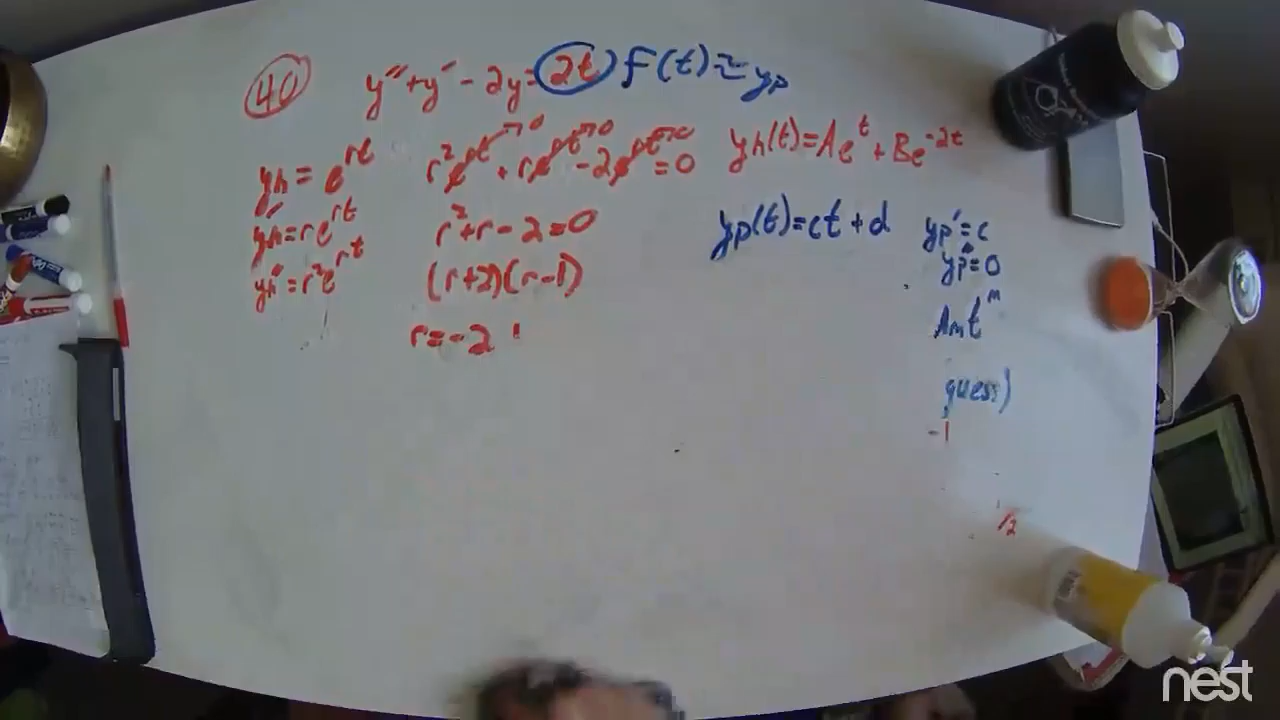 40 y″ + y′ - 2y = 2t f(t) ≈ yp
yh = e^rt
yh′ = re^rt
yh″ = r²e^rt
r²e^rt + re^rt - 2e^rt = 0
r² + r - 2 = 0
(r+2)(r-1)
r = -2
yh(t) = Ae^t + Be^-2t
yp(t) = ct + d
yp′ = c
yp″ = 0
Amt^m
guess)
-1
/2
nest